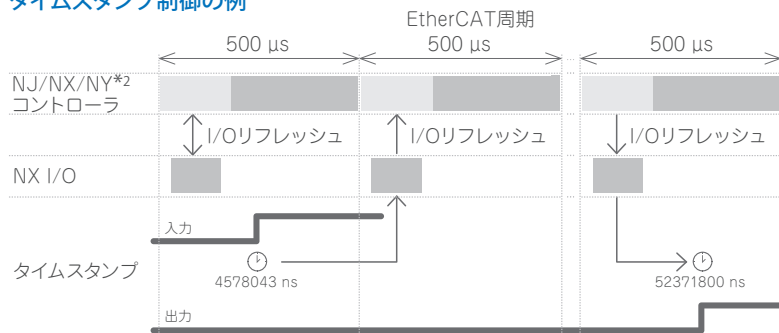 タイムスタンプ制御の例
EtherCAT周期
500 µs
500 µs
500 µs
NJ/NX/NY*2
コントローラ
I/Oリフレッシュ
I/Oリフレッシュ
I/Oリフレッシュ
NX I/O
入力
タイムスタンプ
4578043 ns
52371800 ns
出力